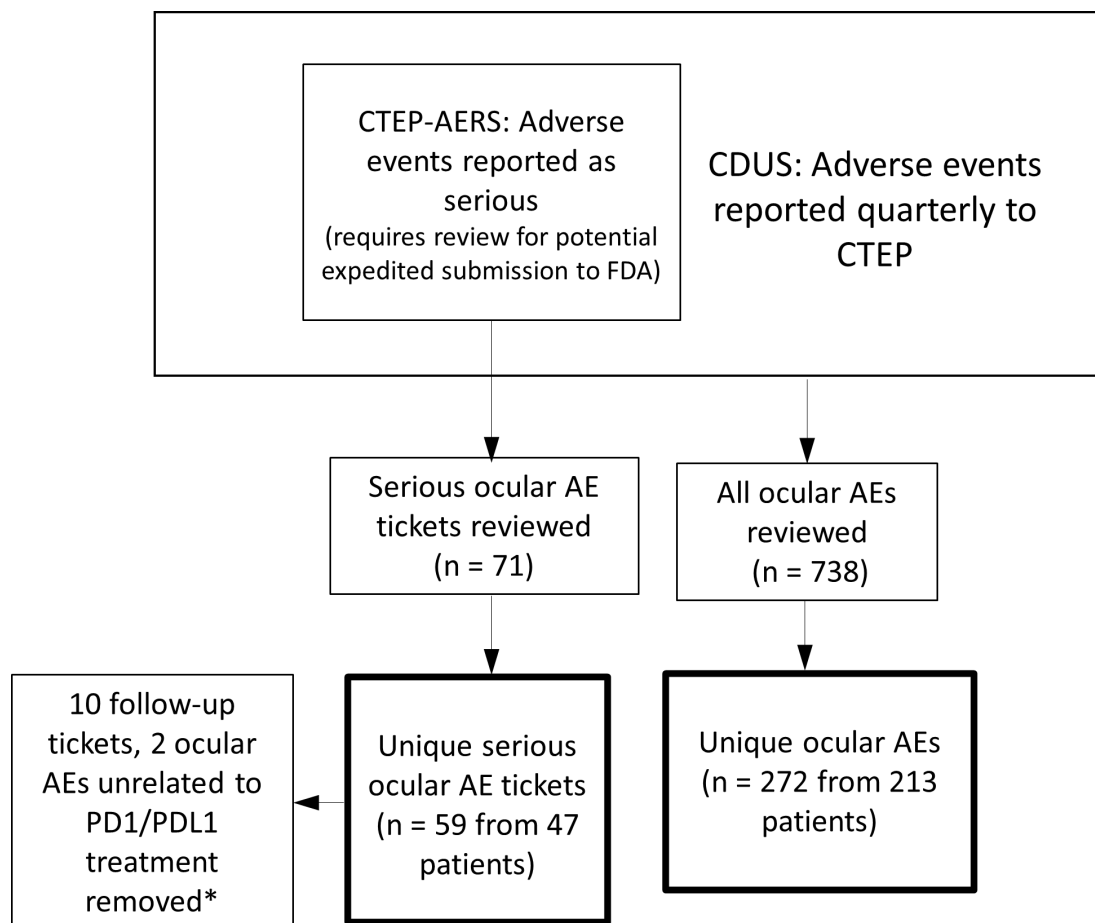 CTEP-AERS: Adverse
events reported as
serious
(requires review for potential
expedited submission to FDA)
CDUS: Adverse events
reported quarterly to
CTEP
Serious ocular AE
tickets reviewed
(n = 71)
All ocular AEs
reviewed
(n = 738)
10 follow-up
tickets, 2 ocular
AEs unrelated to
PD1/PDL1
treatment
removed*
Unique serious
ocular AE tickets
(n = 59 from 47
patients)
Unique ocular AEs
(n = 272 from 213
patients)